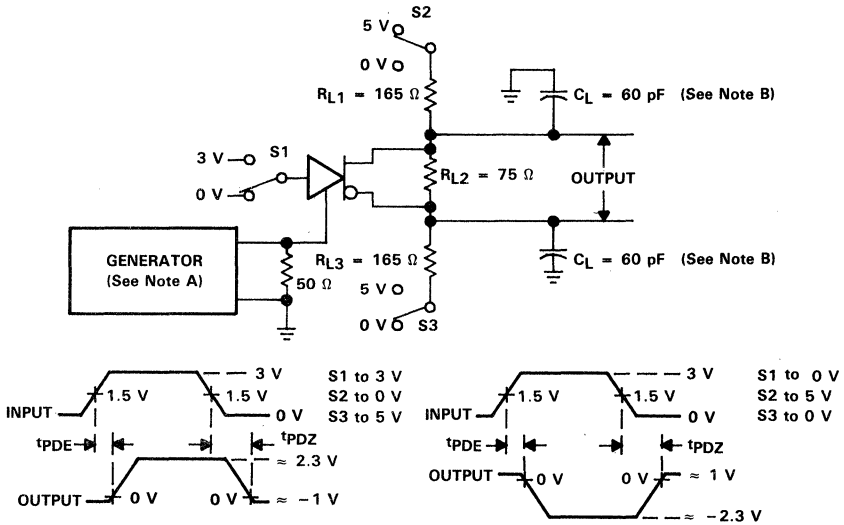 S2
5 V
0 V
RL1 = 165 Ω
CL = 60 pF (See Note B)
3 V
S1
0 V
RL2 = 75 Ω
OUTPUT
GENERATOR
(See Note A)
50 Ω
RL3 = 165 Ω
5 V
0 V
S3
CL = 60 pF (See Note B)
3 V
1.5 V
1.5 V
INPUT
0 V
S1 to 3 V
S2 to 0 V
S3 to 5 V
tPDE
tPDZ
≈ 2.3 V
OUTPUT
0 V
0 V
≈ −1 V
3 V
1.5 V
1.5 V
INPUT
0 V
S1 to 0 V
S2 to 5 V
S3 to 0 V
tPDE
tPDZ
OUTPUT
0 V
0 V
≈ 1 V
≈ −2.3 V